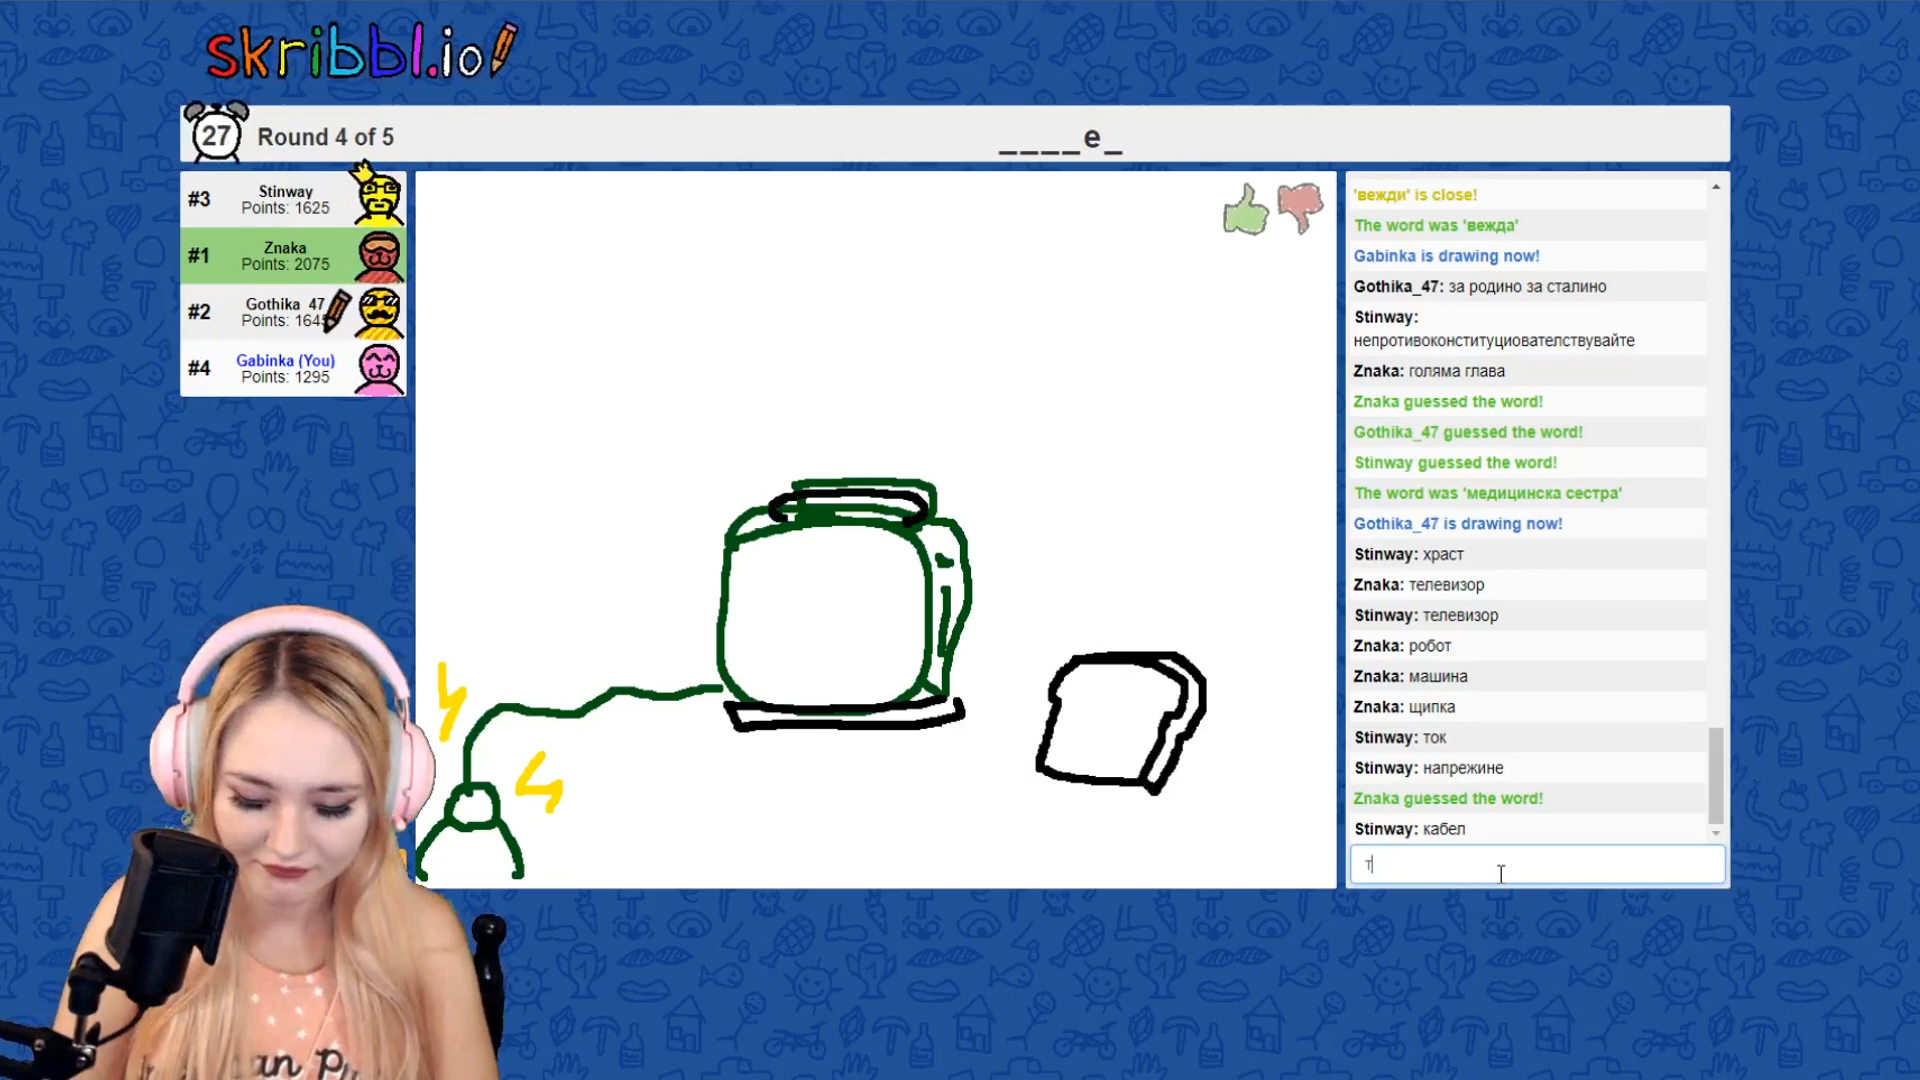 skribbl.io
27
Round 4 of 5
____e_
#3
Stinway
Points: 1625
#1
Znaka
Points: 2075
#2
Gothika_47
Points: 1645
#4
Gabinka (You)
Points: 1295
'вежди' is close!
The word was 'вежда'
Gabinka is drawing now!
Gothika_47: за родино за сталино
Stinway:
непротивоконституциователствувайте
Znaka: голяма глава
Znaka guessed the word!
Gothika_47 guessed the word!
Stinway guessed the word!
The word was 'медицинска сестра'
Gothika_47 is drawing now!
Stinway: храст
Znaka: телевизор
Stinway: телевизор
Znaka: робот
Znaka: машина
Znaka: щипка
Stinway: ток
Stinway: напрежине
Znaka guessed the word!
Stinway: кабел
т